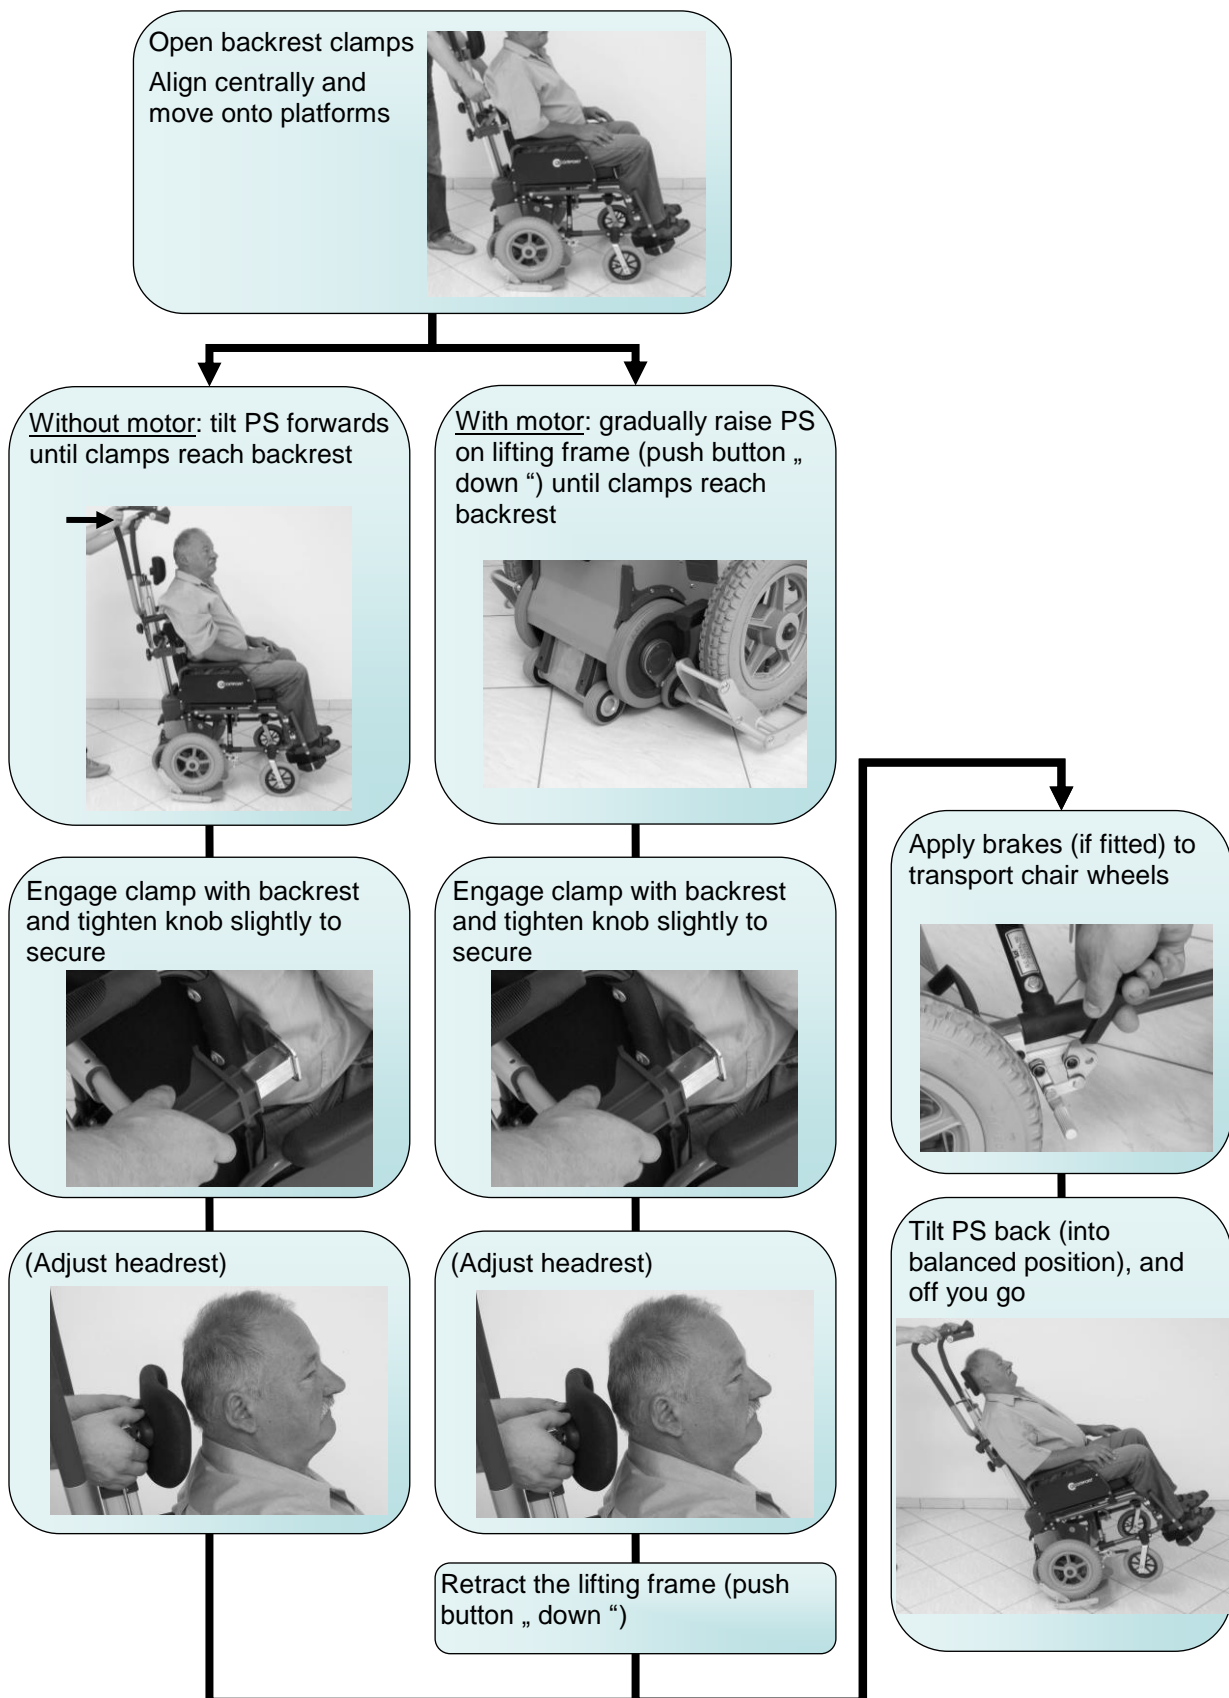 Open backrest clamps
Align centrally and
move onto platforms
Without motor: tilt PS forwards
until clamps reach backrest
With motor: gradually raise PS
on lifting frame (push button „
down “) until clamps reach
backrest
Engage clamp with backrest
and tighten knob slightly to
secure
Engage clamp with backrest
and tighten knob slightly to
secure
(Adjust headrest)
(Adjust headrest)
Retract the lifting frame (push
button „ down “)
Apply brakes (if fitted) to
transport chair wheels
Tilt PS back (into
balanced position), and
off you go